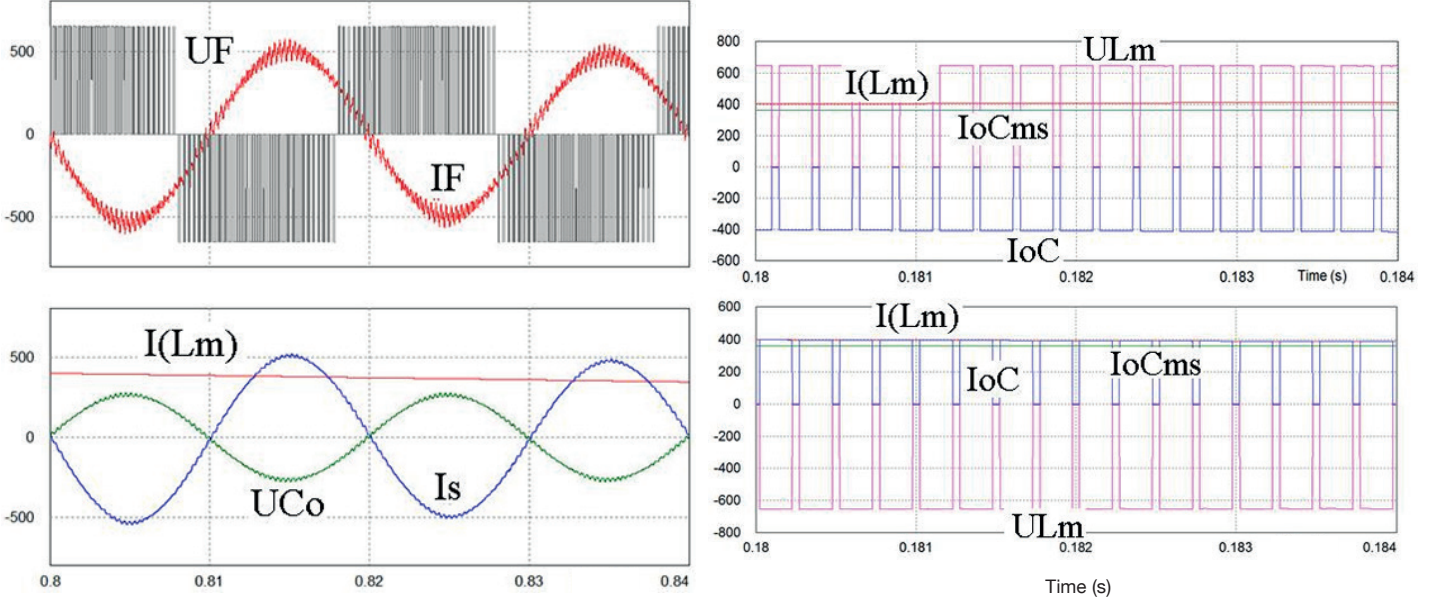 500
0
-500
UF
IF
500
0
-500
I(Lm)
UCo
Is
0.8
0.81
0.82
0.83
0.84
800
600
400
200
0
-200
-400
-600
ULm
I(Lm)
IoCms
IoC
0.18
0.181
0.182
0.183
Time (s)
0.184
600
400
200
0
-200
-400
-600
-800
I(Lm)
IoC
IoCms
ULm
0.18
0.181
0.182
0.183
0.184
Time (s)